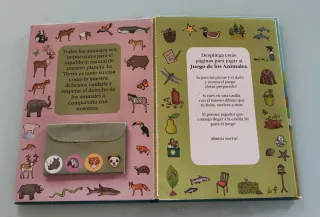 Todos los animales son
importantes para el
equilibrio natural de
nuestro planeta. La
Tierra es tanto su casa
como la nuestra,
debemos cuidarla y
respetar el derecho de
los animales a
compartirla con
nosotros.
Despliega estas
páginas para jugar al
Juego de los Animales.
Separa las piezas y el dado
y monta el juego
¡Serás preparado!
Si caes en una casilla
con el mismo dibujo que
tu ficha, vuelves a tirar.
El primer jugador que
consiga llegar a la casilla 50
gana el juego.
¡Buena suerte!